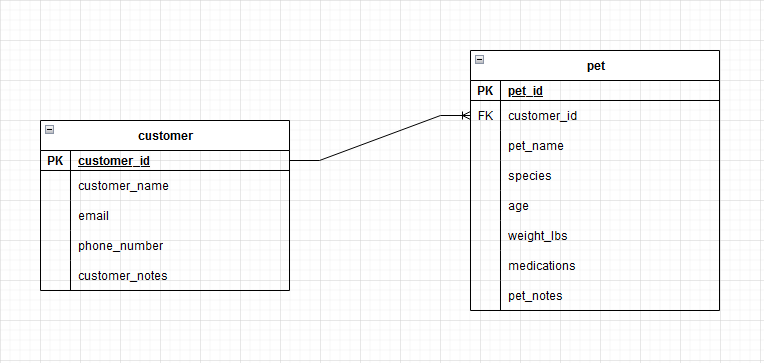 customer
PK customer_id
customer_name
email
phone_number
customer_notes
pet
PK pet_id
FK customer_id
pet_name
species
age
weight_lbs
medications
pet_notes